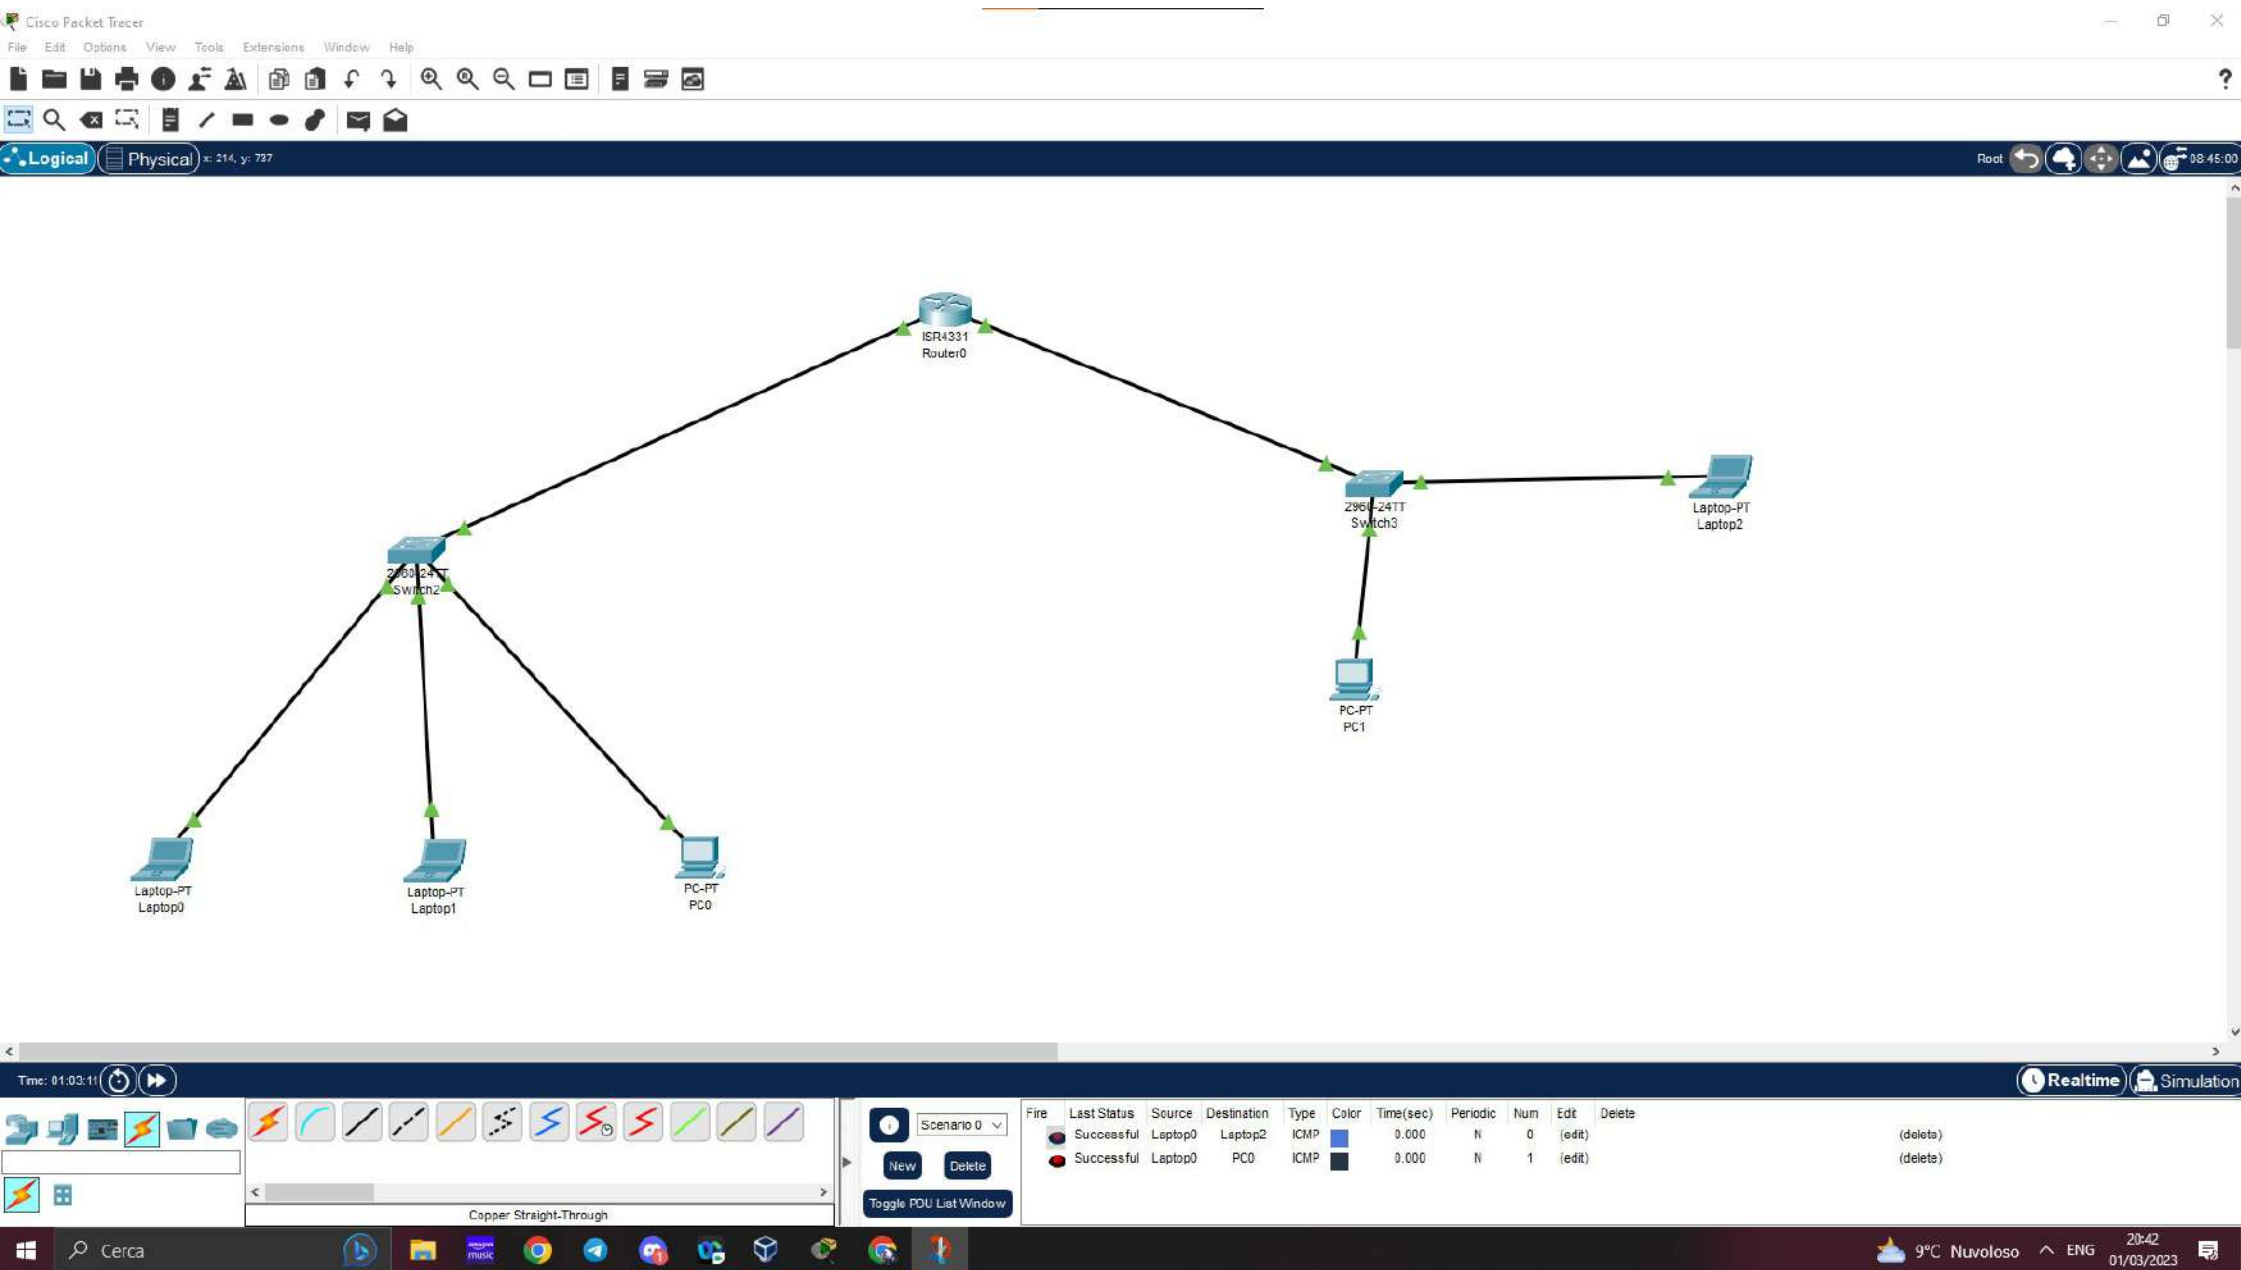 Cisco Packet Tracer
File Edit Options View Tools Extensions Window Help
?
Logical Physical x: 214, y: 737 Root 08:45:00
ISR4331
Router0
2960-24TT
Switch3
Laptop-PT
Laptop2
2960-24TT
Switch2
PC-PT
PC1
Laptop-PT
Laptop0
Laptop-PT
Laptop1
PC-PT
PC0
Time: 01:03:11 Realtime Simulation
Scenario 0
New Delete
Toggle PDU List Window
Fire Last Status Source Destination Type Color Time(sec) Periodic Num Edit Delete
Successful Laptop0 Laptop2 ICMP 0.000 N 0 (edit) (delete)
Successful Laptop0 PC0 ICMP 0.000 N 1 (edit) (delete)
Copper Straight-Through
Cerca
amazon music
9°C Nuvoloso ENG 20:42
01/03/2023